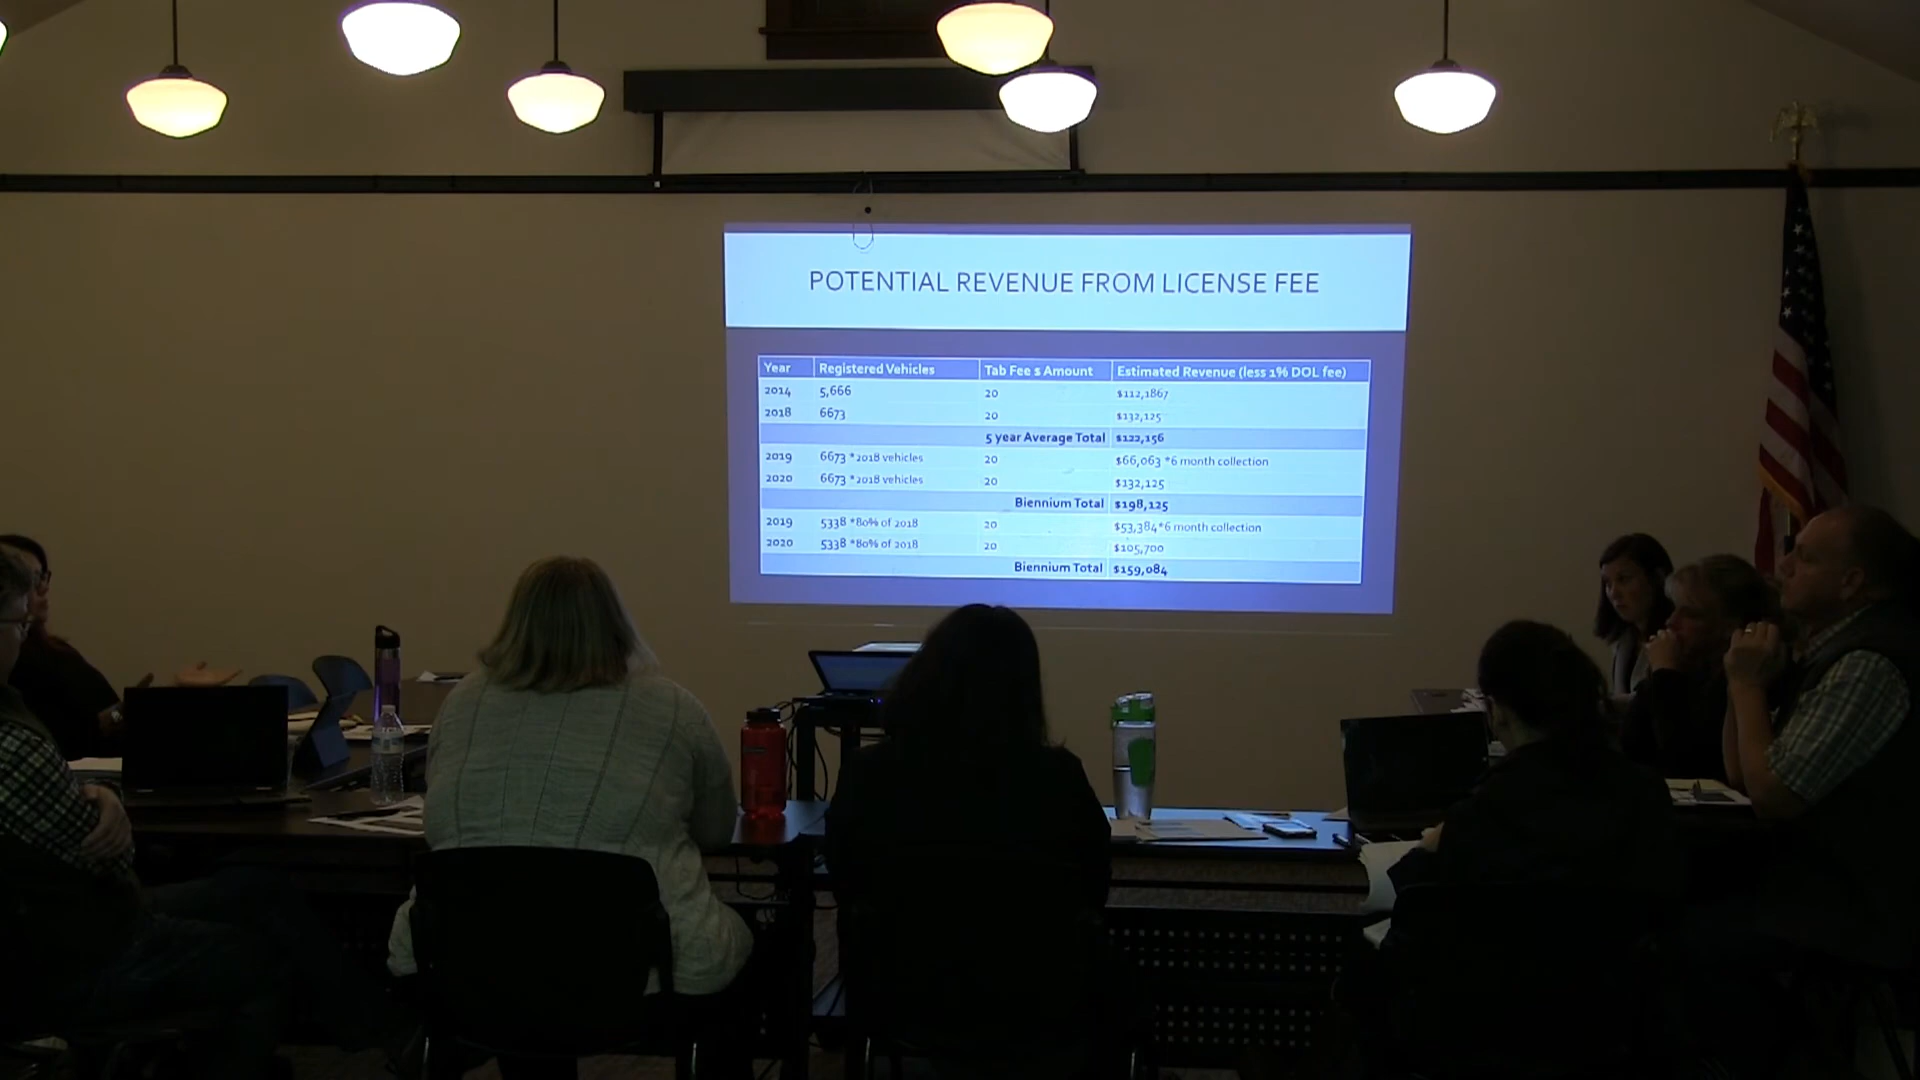 POTENTIAL REVENUE FROM LICENSE FEE
Year Registered Vehicles Tab Fee $ Amount Estimated Revenue (less 1% DOL fee)
2014 5,666 20 $112,1867
2018 6673 20 $132,125
5 year Average Total $122,156
2019 6673 *2018 vehicles 20 $66,063 *6 month collection
2020 6673 *2018 vehicles 20 $132,125
Biennium Total $198,125
2019 5338 *80% of 2018 20 $53,384*6 month collection
2020 5338 *80% of 2018 20 $105,700
Biennium Total $159,084